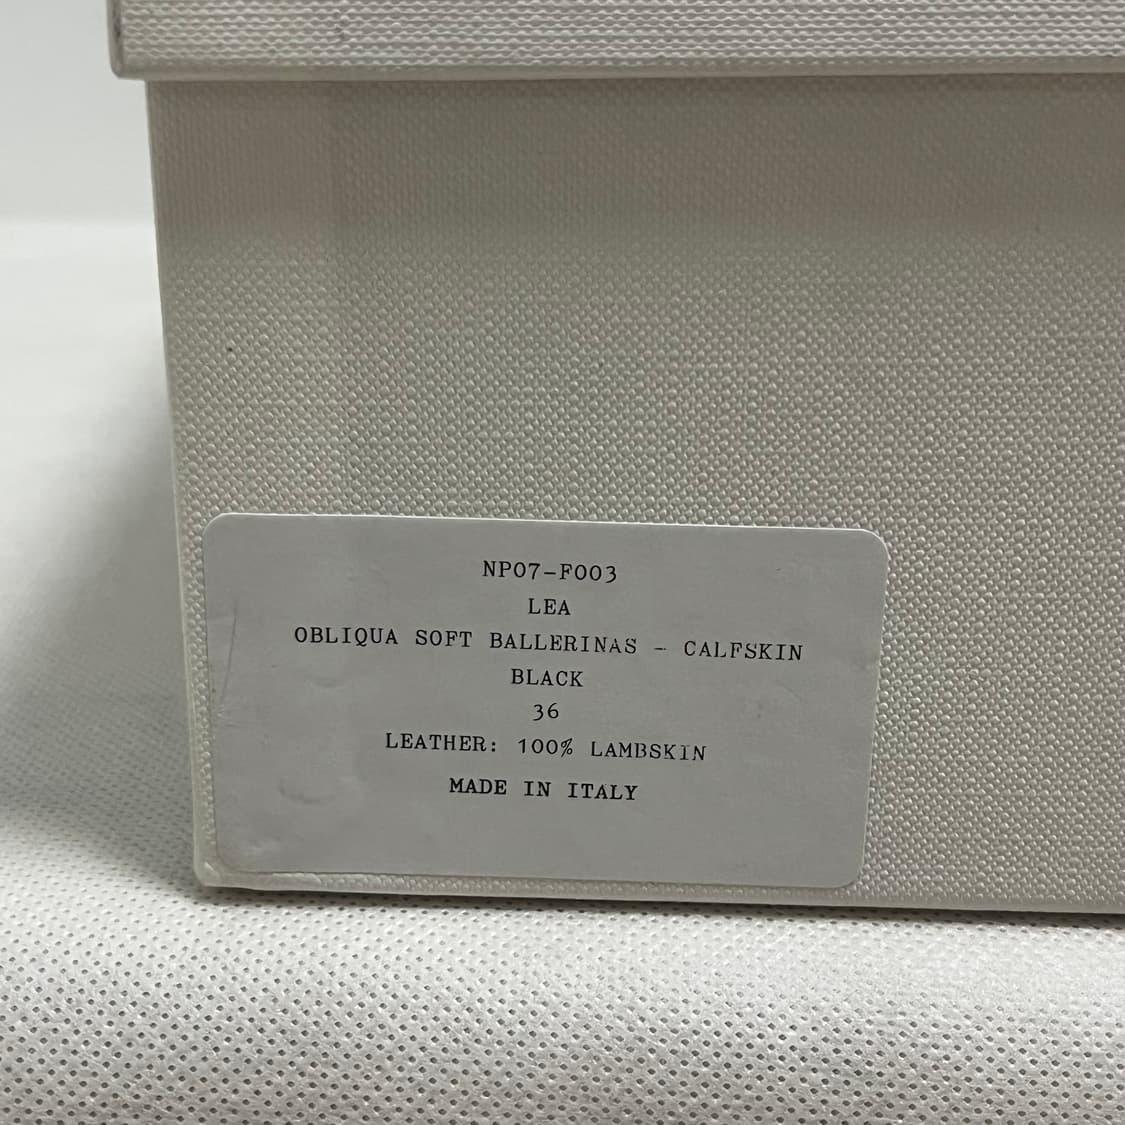 NP07-F003
LEA
OBLIQUA SOFT BALLERINAS - CALFSKIN
BLACK
36
LEATHER: 100% LAMBSKIN
MADE IN ITALY